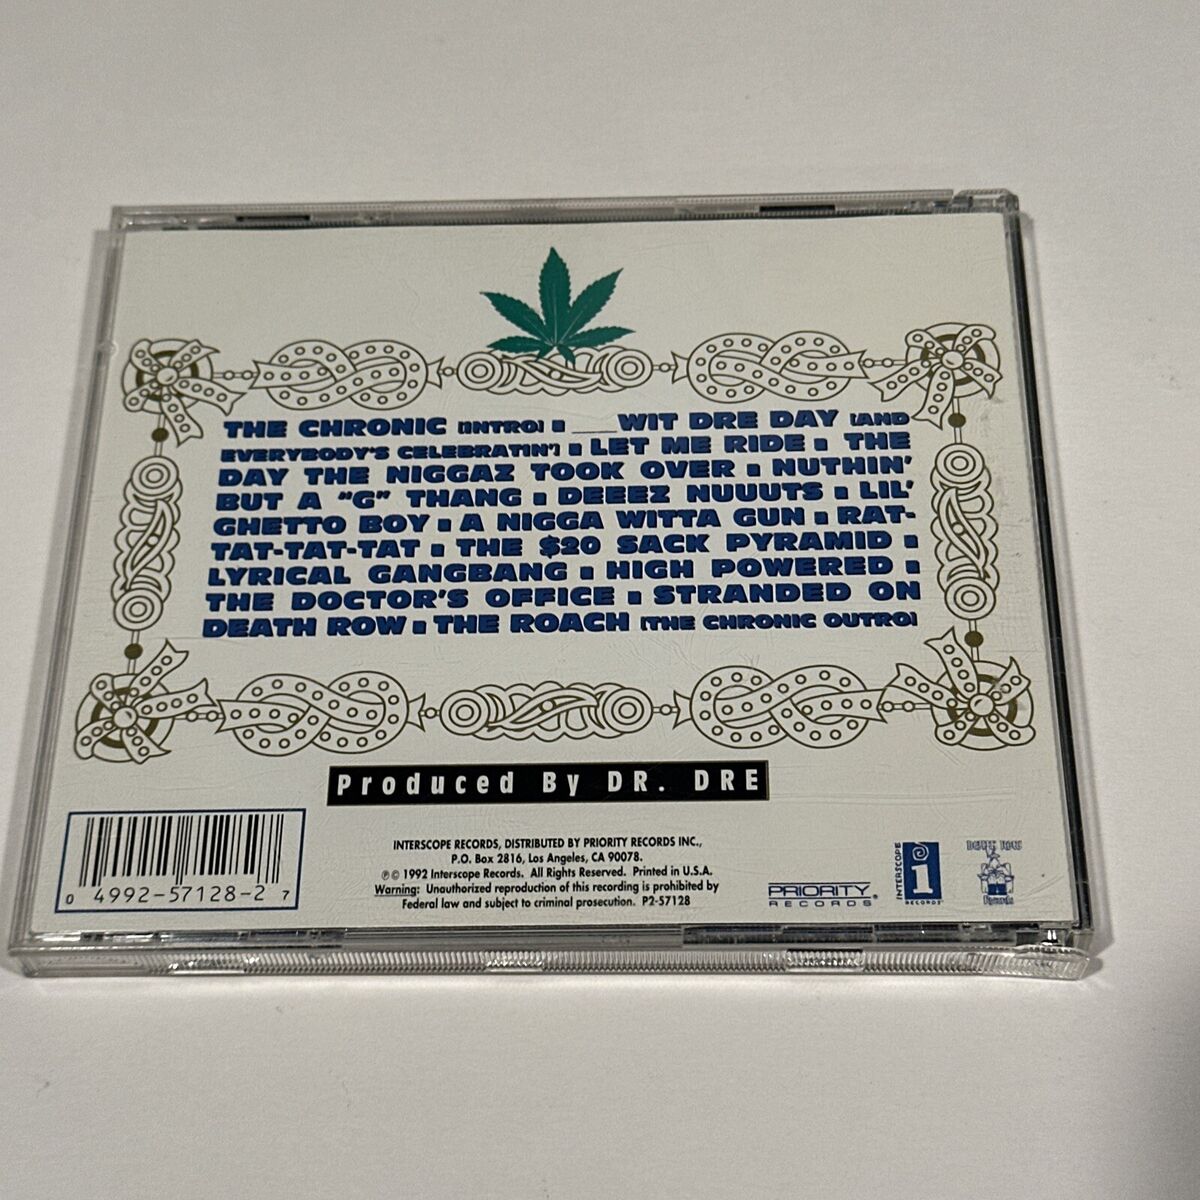 THE CHRONIC [INTRO] ▪ ___WIT DRE DAY [AND
EVERYBODY'S CELEBRATIN'] ▪ LET ME RIDE ▪ THE
DAY THE NIGGAZ TOOK OVER ▪ NUTHIN'
BUT A "G" THANG ▪ DEEEZ NUUUTS ▪ LIL'
GHETTO BOY ▪ A NIGGA WITTA GUN ▪ RAT-
TAT-TAT-TAT ▪ THE $20 SACK PYRAMID ▪
LYRICAL GANGBANG ▪ HIGH POWERED ▪
THE DOCTOR'S OFFICE ▪ STRANDED ON
DEATH ROW ▪ THE ROACH [THE CHRONIC OUTRO]
Produced By DR. DRE
0 4992-57128-2 7
INTERSCOPE RECORDS, DISTRIBUTED BY PRIORITY RECORDS INC.,
P.O. Box 2816, Los Angeles, CA 90078.
℗© 1992 Interscope Records. All Rights Reserved. Printed in U.S.A.
Warning: Unauthorized reproduction of this recording is prohibited by
Federal law and subject to criminal prosecution. P2-57128
PRIORITY
RECORDS®
INTERSCOPE
i
RECORDS
DEATH ROW
Records